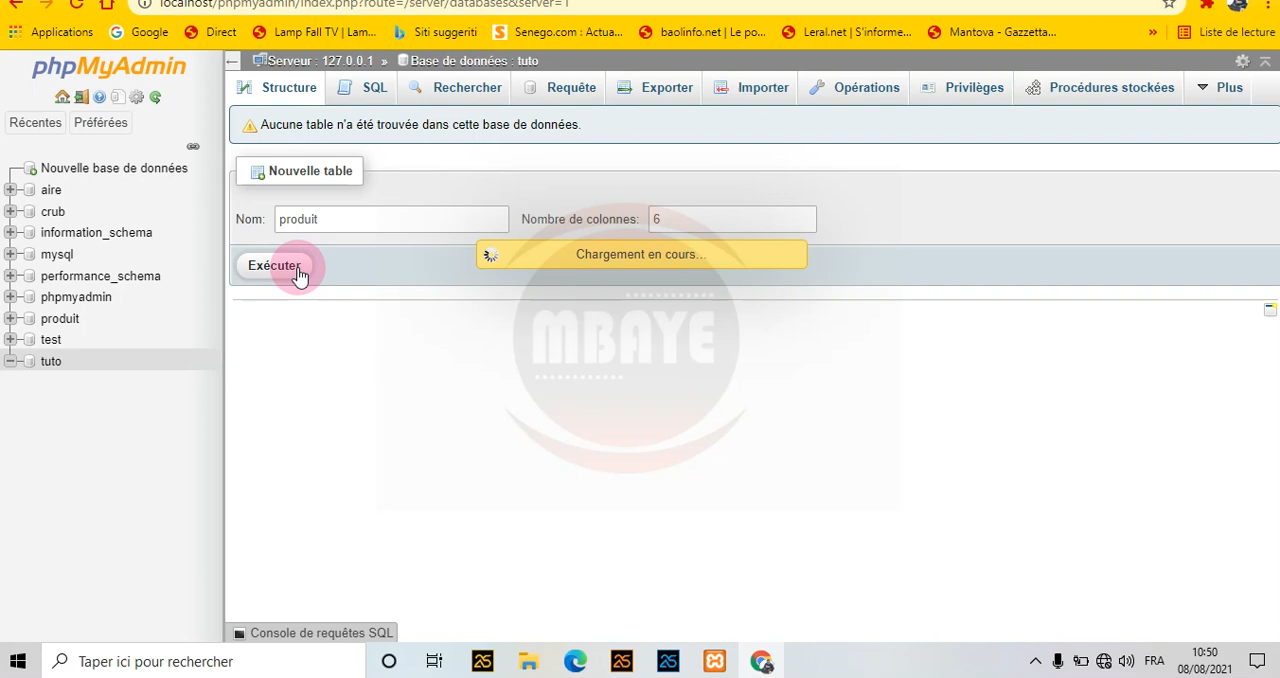 localhost/phpmyadmin/index.php?route=/server/databases&server=1
Applications Google Direct Lamp Fall TV | Lam... Siti suggeriti Senego.com : Actua... baolinfo.net | Le po... Leral.net | S'informe... Mantova - Gazzetta... » Liste de lecture
phpMyAdmin
Récentes Préférées
Nouvelle base de données
aire
crub
information_schema
mysql
performance_schema
phpmyadmin
produit
test
tuto
Serveur : 127.0.0.1 » Base de données : tuto
Structure SQL Rechercher Requête Exporter Importer Opérations Privilèges Procédures stockées Plus
Aucune table n'a été trouvée dans cette base de données.
Nouvelle table
Nom: produit Nombre de colonnes: 6
Chargement en cours...
Exécuter
MBAYE
Console de requêtes SQL
Taper ici pour rechercher
FRA
10:50
08/08/2021